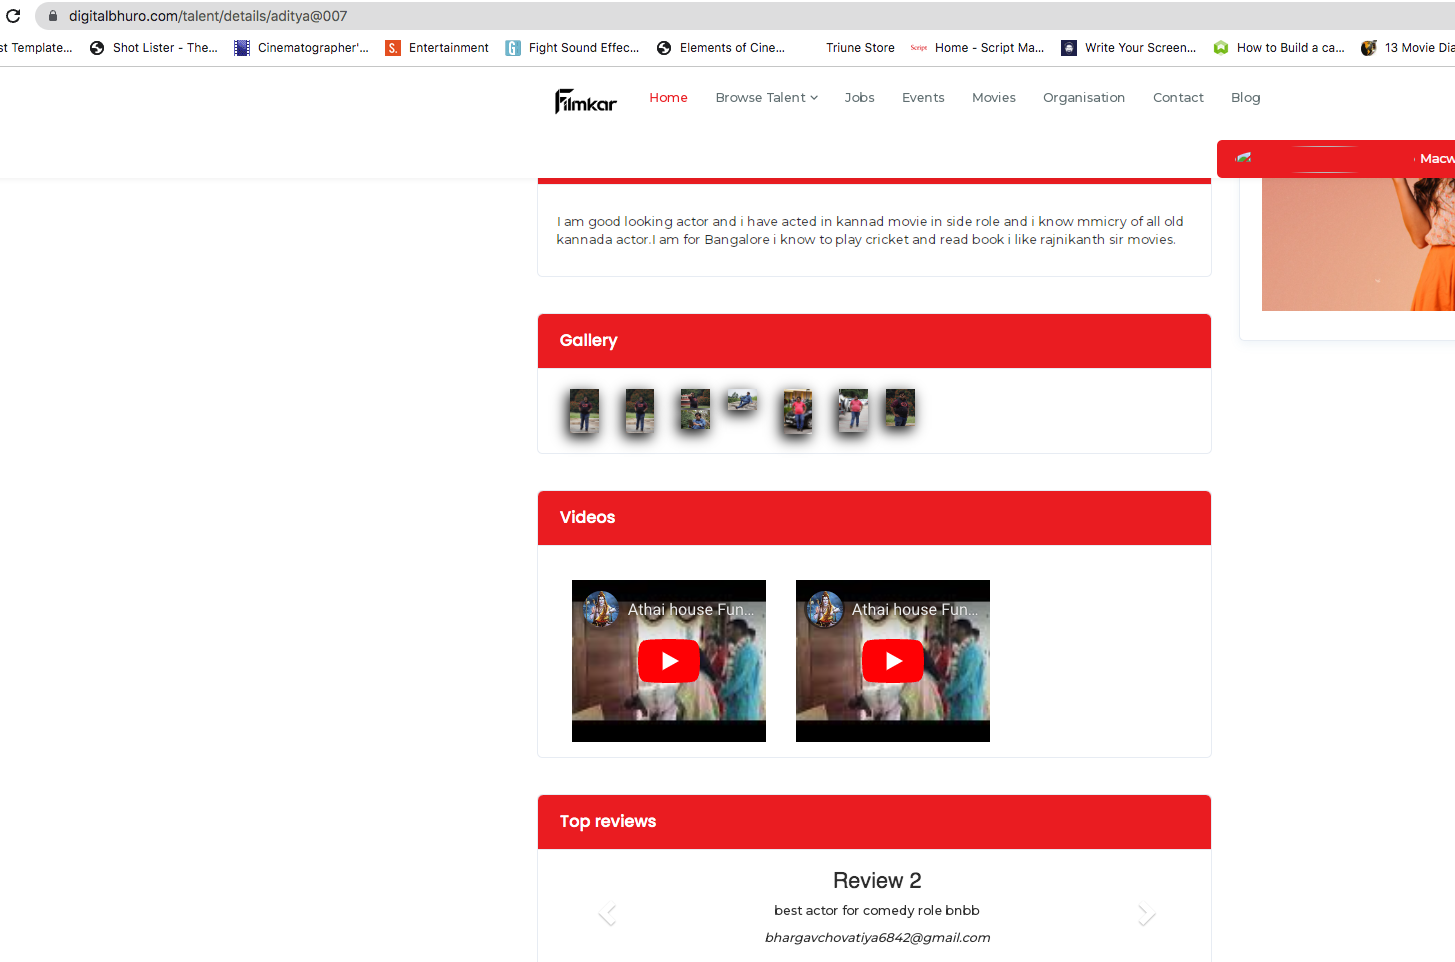 digitalbhuro.com/talent/details/aditya@007
st Template... Shot Lister - The... Cinematographer'... S. Entertainment G Fight Sound Effec... Elements of Cine... Triune Store Script Home - Script Ma... Write Your Screen... How to Build a ca... 13 Movie Dia
Filmkar Home Browse Talent Jobs Events Movies Organisation Contact Blog
Macw
I am good looking actor and i have acted in kannad movie in side role and i know mmicry of all old
kannada actor.I am for Bangalore i know to play cricket and read book i like rajnikanth sir movies.
Gallery
Videos
Athai house Fun... Athai house Fun...
Top reviews
Review 2
best actor for comedy role bnbb
bhargavchovatiya6842@gmail.com